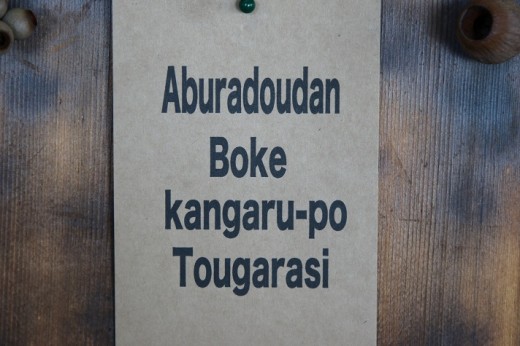 Aburadoudan
Boke
kangaru-po
Tougarasi